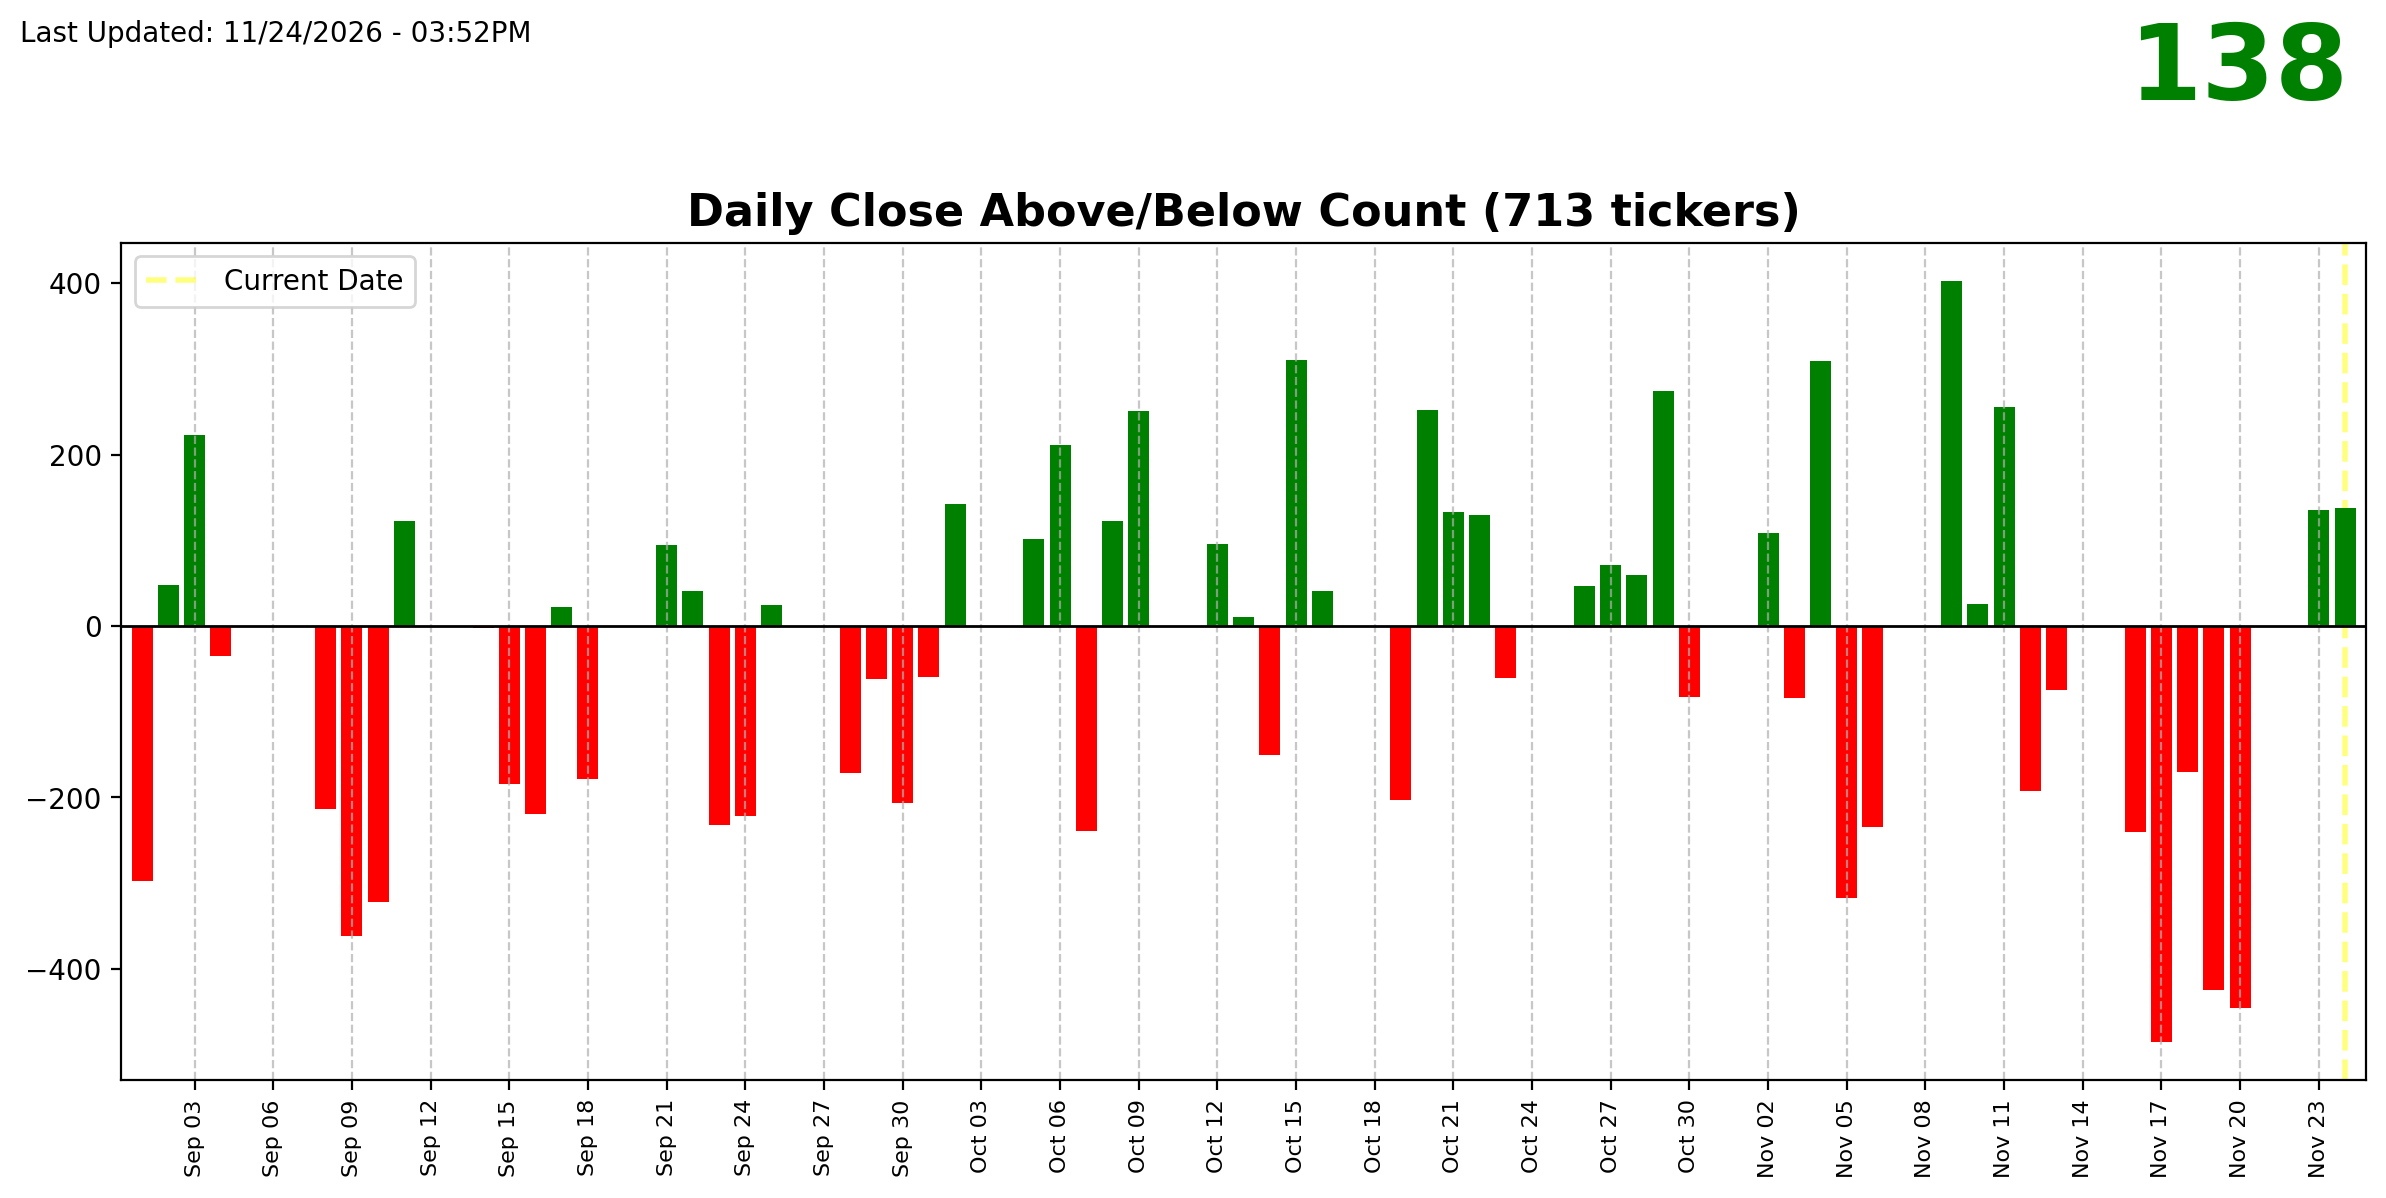 Last Updated: 11/24/2026 - 03:52PM
138
Daily Close Above/Below Count (713 tickers)
Current Date
400
200
0
−200
−400
Sep 03
Sep 06
Sep 09
Sep 12
Sep 15
Sep 18
Sep 21
Sep 24
Sep 27
Sep 30
Oct 03
Oct 06
Oct 09
Oct 12
Oct 15
Oct 18
Oct 21
Oct 24
Oct 27
Oct 30
Nov 02
Nov 05
Nov 08
Nov 11
Nov 14
Nov 17
Nov 20
Nov 23